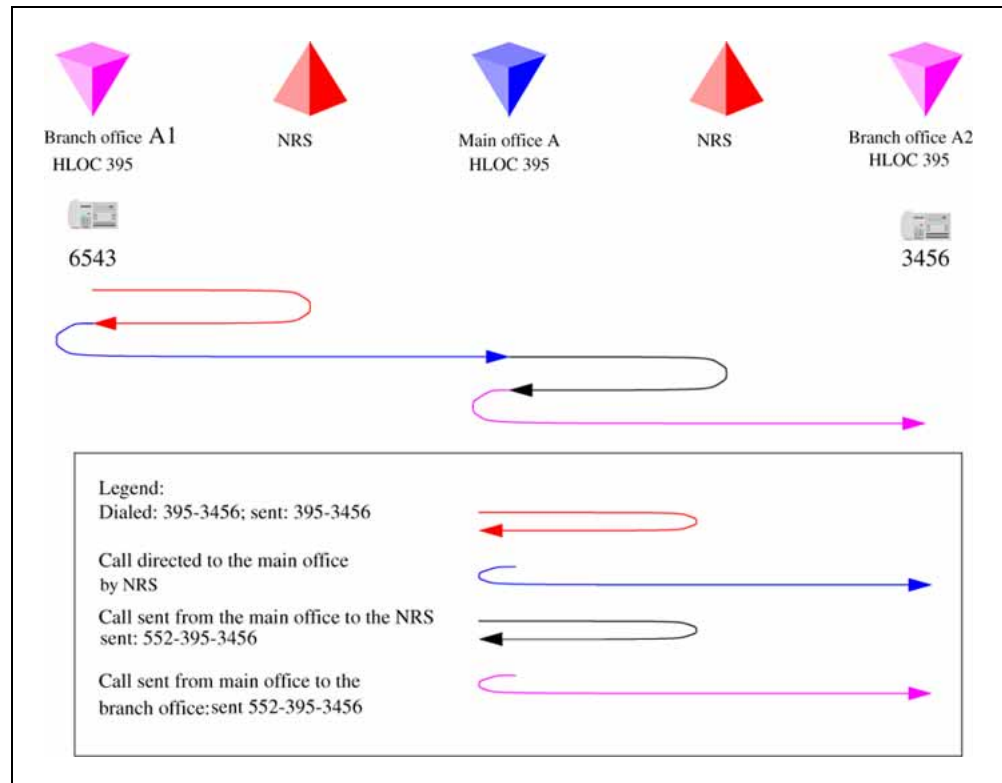 Branch office A1
HLOC 395
NRS
Main office A
HLOC 395
NRS
Branch office A2
HLOC 395
6543
3456
Legend:
Dialed: 395-3456; sent: 395-3456
Call directed to the main office
by NRS
Call sent from the main office to the NRS
sent: 552-395-3456
Call sent from main office to the
branch office:sent 552-395-3456